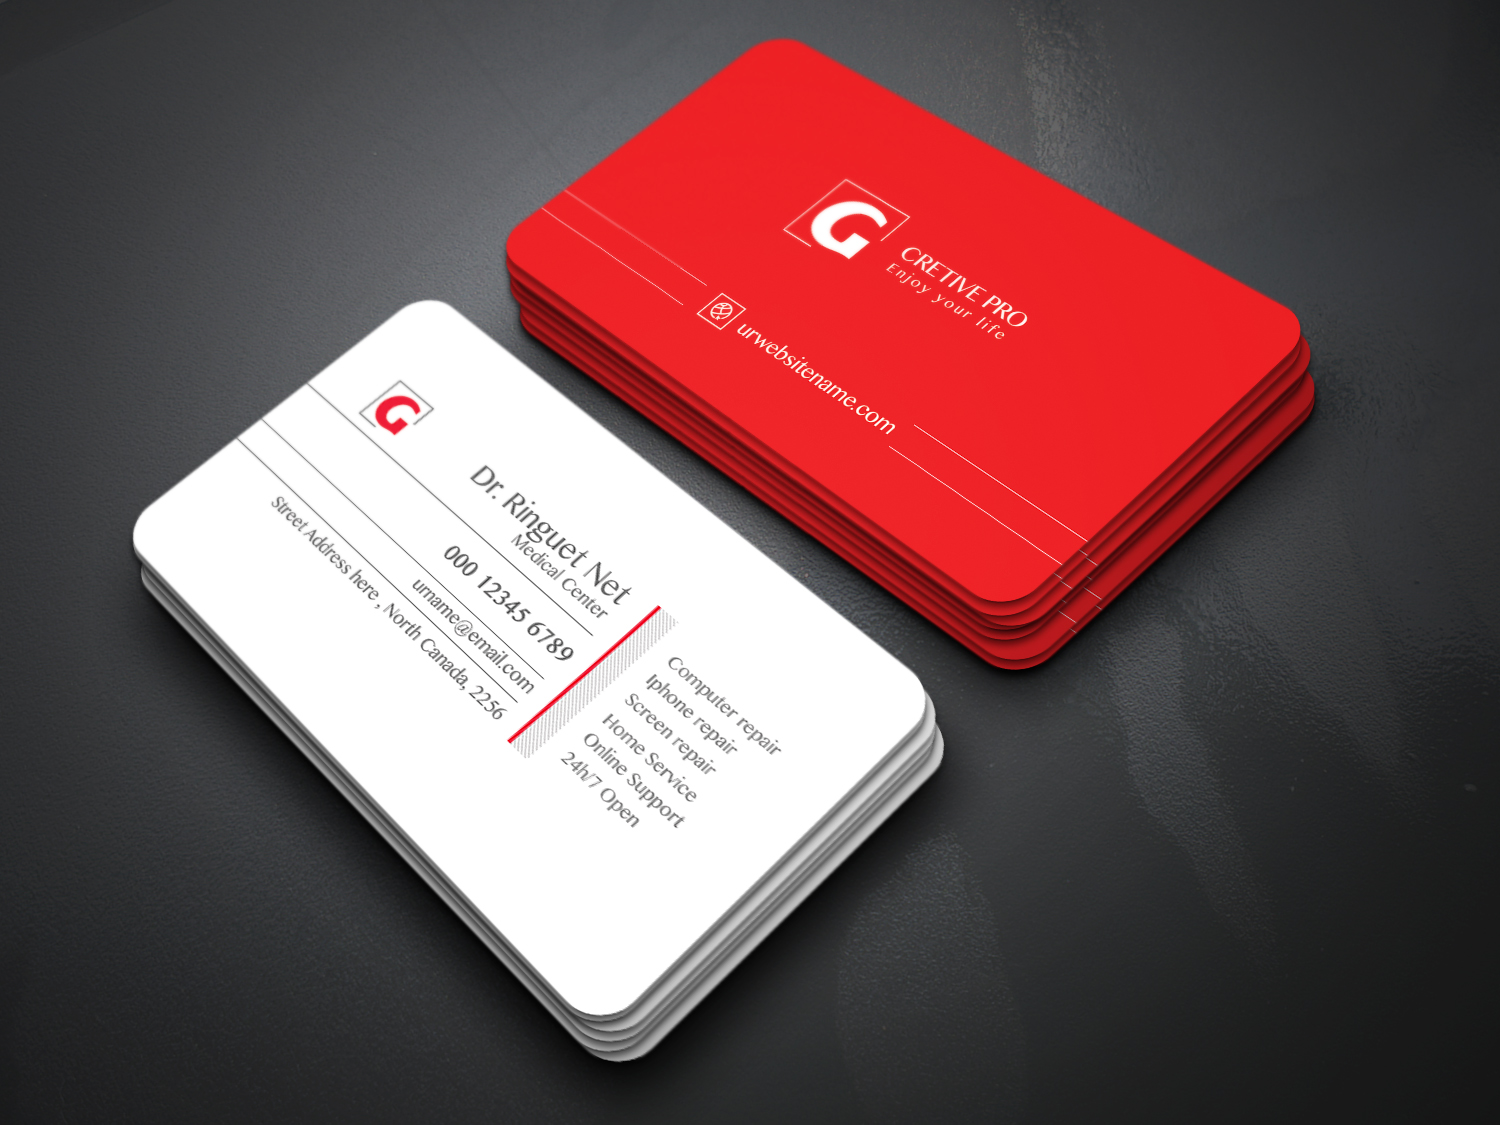 G
CRETIVE PRO
Enjoy your life
urwebsitename.com
G
Dr. Ringuet Net
Medical Center
000 12345 6789
urname@email.com
Street Address here , North Canada, 2256
Computer repair
Iphone repair
Screen repair
Home Service
Online Support
24h/7 Open